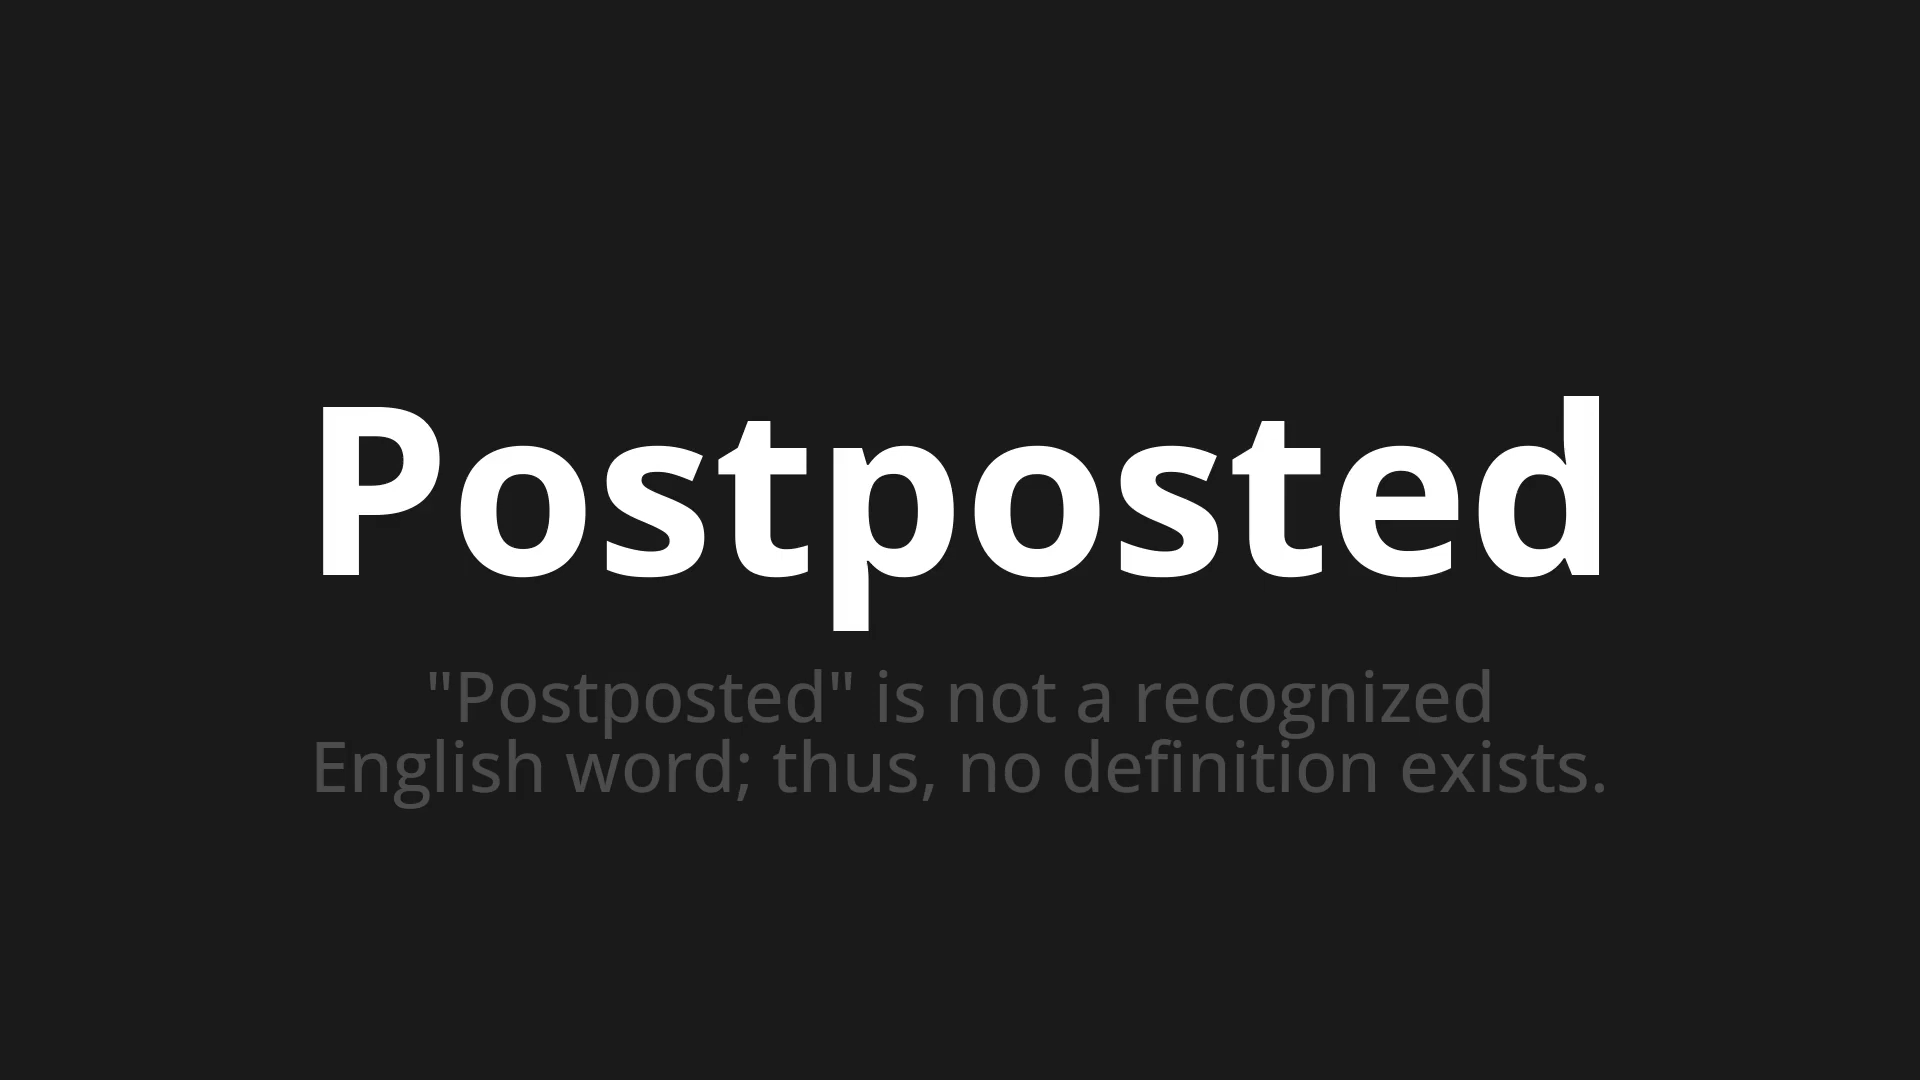 Postposted
"Postposted" is not a recognized
English word; thus, no definition exists.